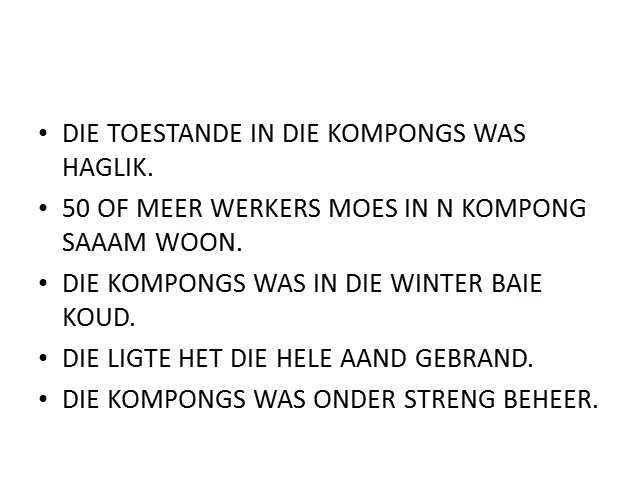 • DIE TOESTANDE IN DIE KOMPONGS WAS
HAGLIK.
• 50 OF MEER WERKERS MOES IN N KOMPONG
SAAAM WOON.
• DIE KOMPONGS WAS IN DIE WINTER BAIE
KOUD.
• DIE LIGTE HET DIE HELE AAND GEBRAND.
• DIE KOMPONGS WAS ONDER STRENG BEHEER.